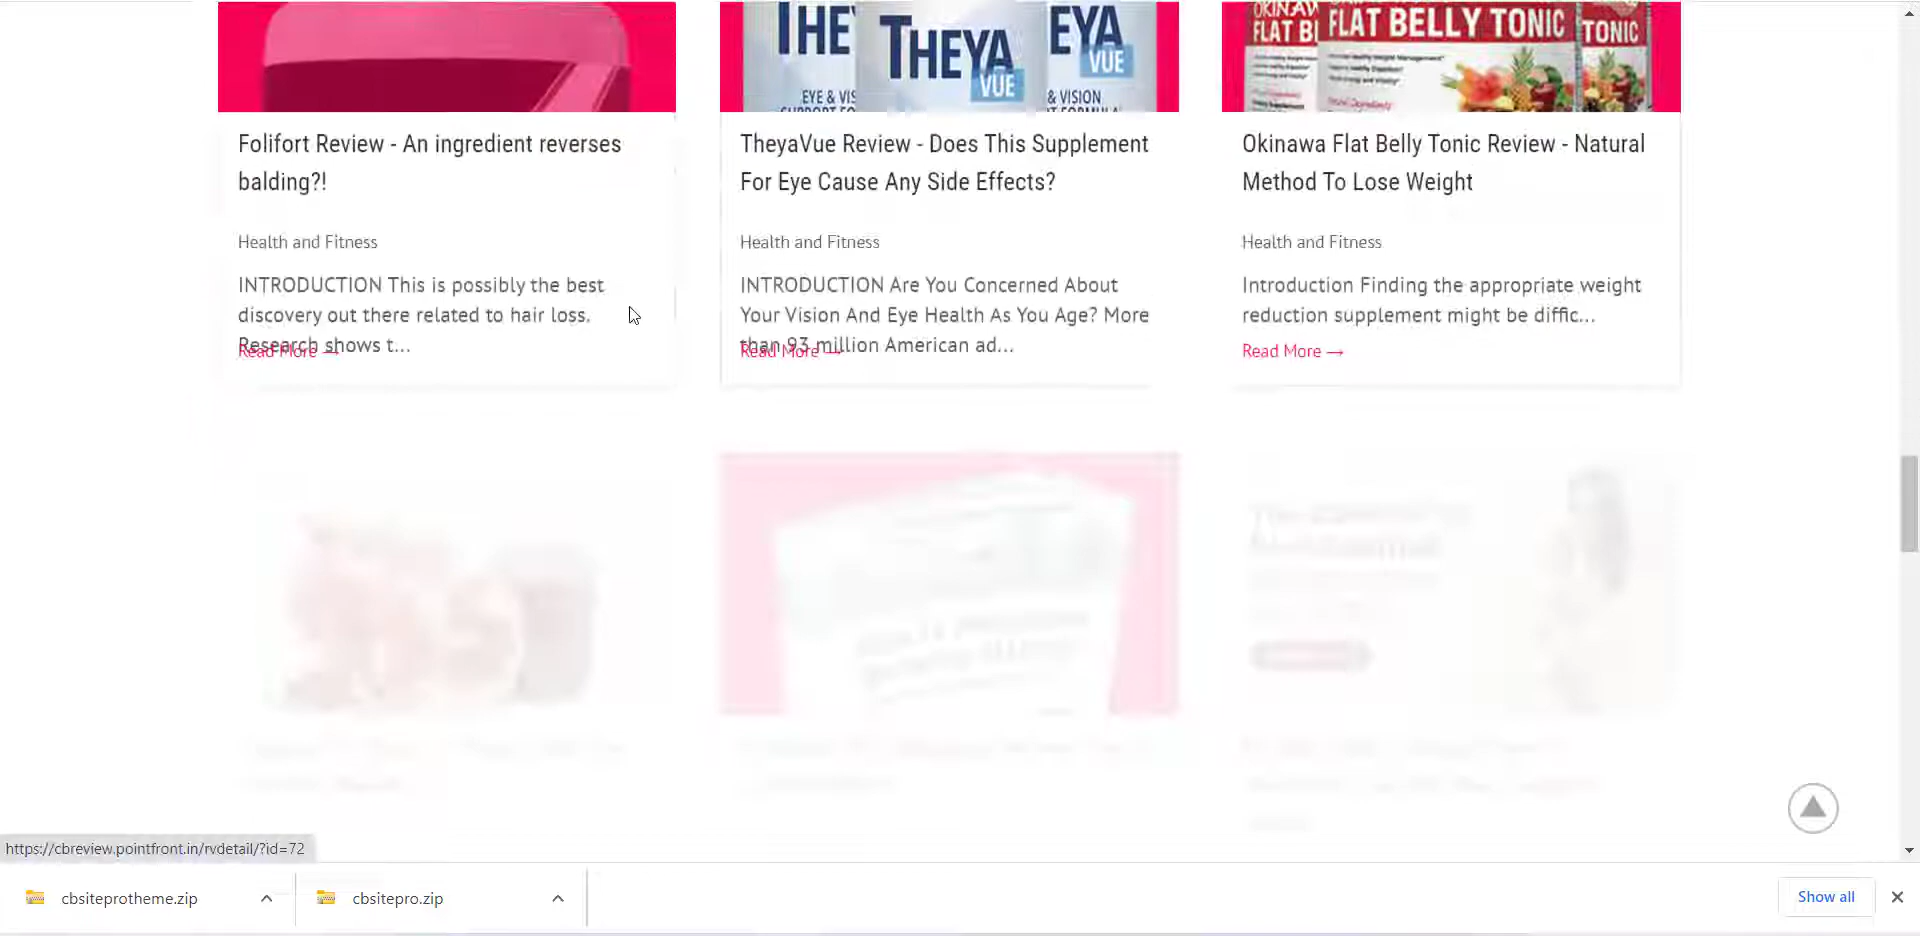 THE
THEYA
VUE
EYA
VUE
EYE & VIS
& VISION
OKINAW
FLAT B
FLAT BELLY TONIC
TONIC
Folifort Review - An ingredient reverses
balding?!
Health and Fitness
INTRODUCTION This is possibly the best
discovery out there related to hair loss.
Research shows t...
Read More →
TheyaVue Review - Does This Supplement
For Eye Cause Any Side Effects?
Health and Fitness
INTRODUCTION Are You Concerned About
Your Vision And Eye Health As You Age? More
than 93 million American ad...
Read More →
Okinawa Flat Belly Tonic Review - Natural
Method To Lose Weight
Health and Fitness
Introduction Finding the appropriate weight
reduction supplement might be diffic...
Read More →
https://cbreview.pointfront.in/rvdetail/?id=72
cbsiteprotheme.zip
cbsitepro.zip
Show all